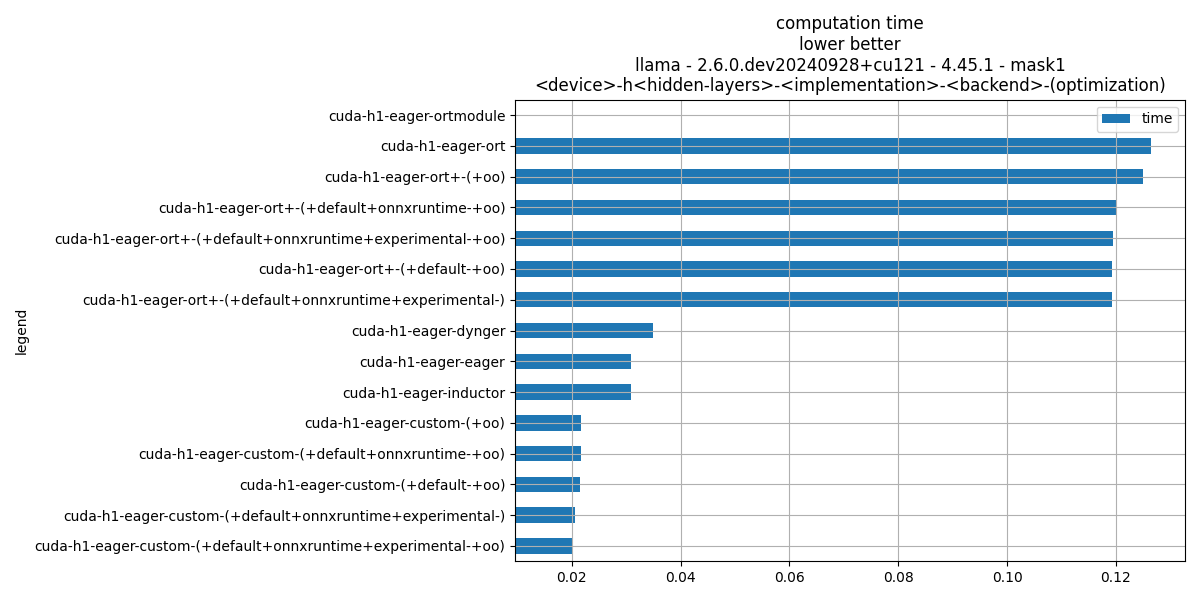 computation time
lower better
llama - 2.6.0.dev20240928+cu121 - 4.45.1 - mask1
<device>-h<hidden-layers>-<implementation>-<backend>-(optimization)
time
legend
cuda-h1-eager-ortmodule
cuda-h1-eager-ort
cuda-h1-eager-ort+-(+oo)
cuda-h1-eager-ort+-(+default+onnxruntime-+oo)
cuda-h1-eager-ort+-(+default+onnxruntime+experimental-+oo)
cuda-h1-eager-ort+-(+default-+oo)
cuda-h1-eager-ort+-(+default+onnxruntime+experimental-)
cuda-h1-eager-dynger
cuda-h1-eager-eager
cuda-h1-eager-inductor
cuda-h1-eager-custom-(+oo)
cuda-h1-eager-custom-(+default+onnxruntime-+oo)
cuda-h1-eager-custom-(+default-+oo)
cuda-h1-eager-custom-(+default+onnxruntime+experimental-)
cuda-h1-eager-custom-(+default+onnxruntime+experimental-+oo)
0.02 0.04 0.06 0.08 0.10 0.12